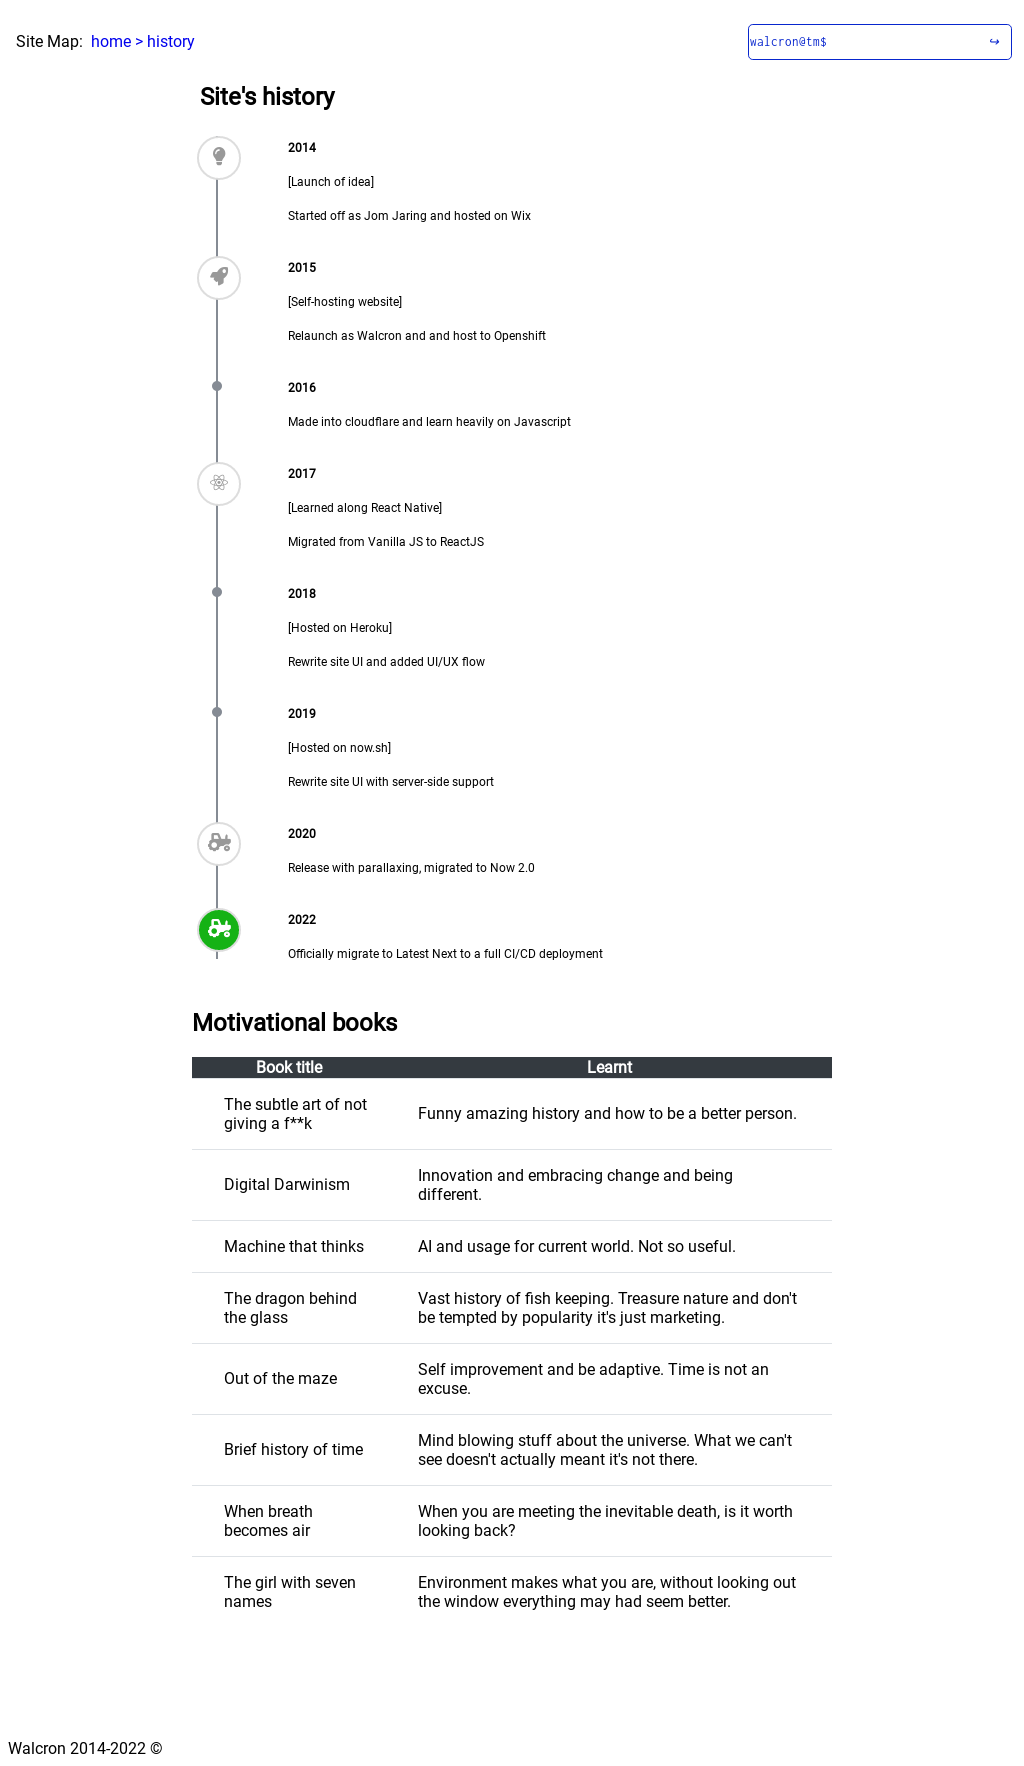 Site Map: home > history
walcron@tm$ ↪
Site's history
2014
[Launch of idea]
Started off as Jom Jaring and hosted on Wix
2015
[Self-hosting website]
Relaunch as Walcron and and host to Openshift
2016
Made into cloudflare and learn heavily on Javascript
2017
[Learned along React Native]
Migrated from Vanilla JS to ReactJS
2018
[Hosted on Heroku]
Rewrite site UI and added UI/UX flow
2019
[Hosted on now.sh]
Rewrite site UI with server-side support
2020
Release with parallaxing, migrated to Now 2.0
2022
Officially migrate to Latest Next to a full CI/CD deployment
Motivational books
Book title Learnt
The subtle art of not
giving a f**k
Funny amazing history and how to be a better person.
Digital Darwinism
Innovation and embracing change and being
different.
Machine that thinks
AI and usage for current world. Not so useful.
The dragon behind
the glass
Vast history of fish keeping. Treasure nature and don't
be tempted by popularity it's just marketing.
Out of the maze
Self improvement and be adaptive. Time is not an
excuse.
Brief history of time
Mind blowing stuff about the universe. What we can't
see doesn't actually meant it's not there.
When breath
becomes air
When you are meeting the inevitable death, is it worth
looking back?
The girl with seven
names
Environment makes what you are, without looking out
the window everything may had seem better.
Walcron 2014-2022 ©